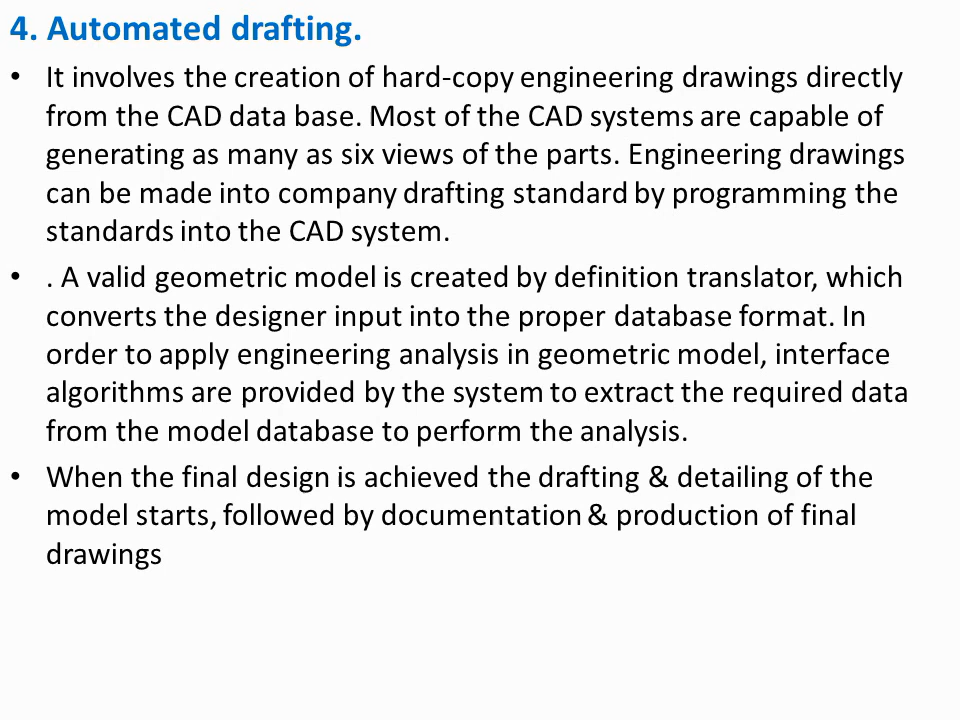 4. Automated drafting.
• It involves the creation of hard-copy engineering drawings directly
from the CAD data base. Most of the CAD systems are capable of
generating as many as six views of the parts. Engineering drawings
can be made into company drafting standard by programming the
standards into the CAD system.
• . A valid geometric model is created by definition translator, which
converts the designer input into the proper database format. In
order to apply engineering analysis in geometric model, interface
algorithms are provided by the system to extract the required data
from the model database to perform the analysis.
• When the final design is achieved the drafting & detailing of the
model starts, followed by documentation & production of final
drawings